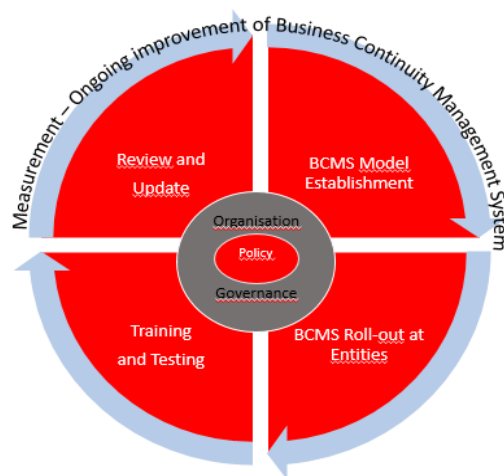 Measurement – Ongoing improvement of Business Continuity Management System
Review and
Update
BCMS Model
Establishment
Organisation
Policy
Governance
Training
and Testing
BCMS Roll-out at
Entities